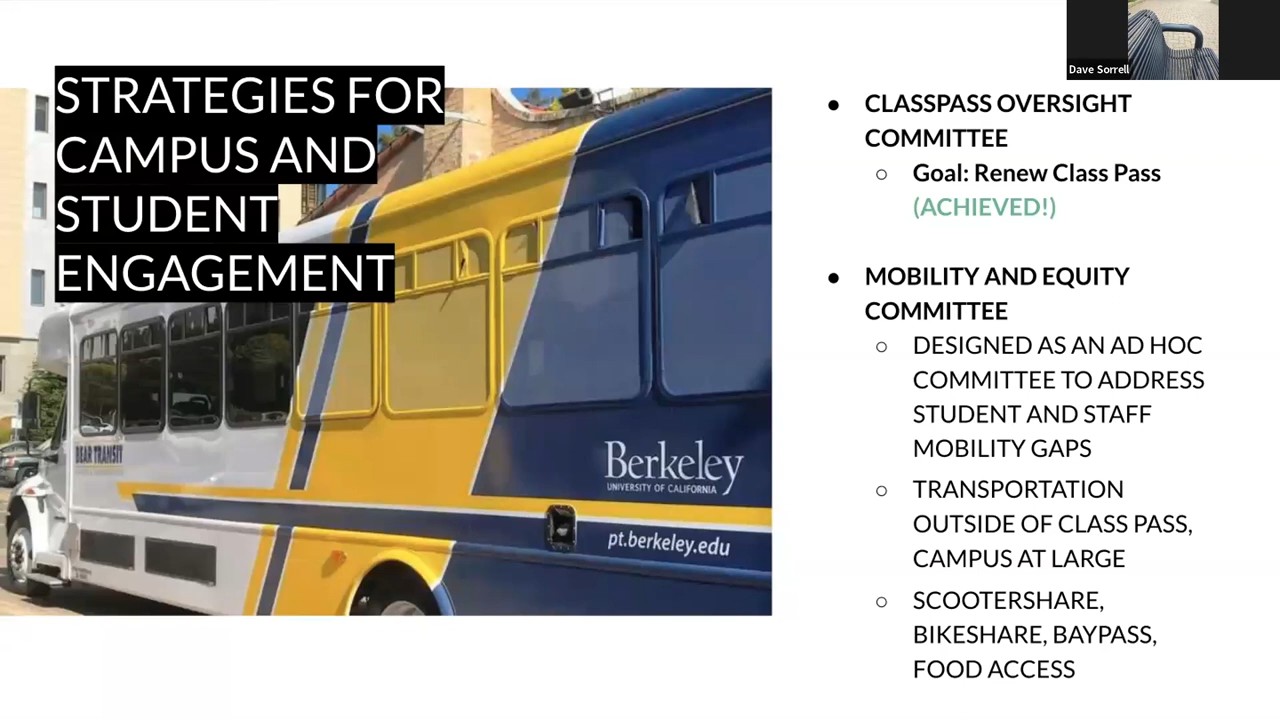 Dave Sorrell
STRATEGIES FOR
CAMPUS AND
STUDENT
ENGAGEMENT
BEAR TRANSIT
Berkeley
UNIVERSITY OF CALIFORNIA
pt.berkeley.edu
● CLASSPASS OVERSIGHT
COMMITTEE
○ Goal: Renew Class Pass
(ACHIEVED!)
● MOBILITY AND EQUITY
COMMITTEE
○ DESIGNED AS AN AD HOC
COMMITTEE TO ADDRESS
STUDENT AND STAFF
MOBILITY GAPS
○ TRANSPORTATION
OUTSIDE OF CLASS PASS,
CAMPUS AT LARGE
○ SCOOTERSHARE,
BIKESHARE, BAYPASS,
FOOD ACCESS